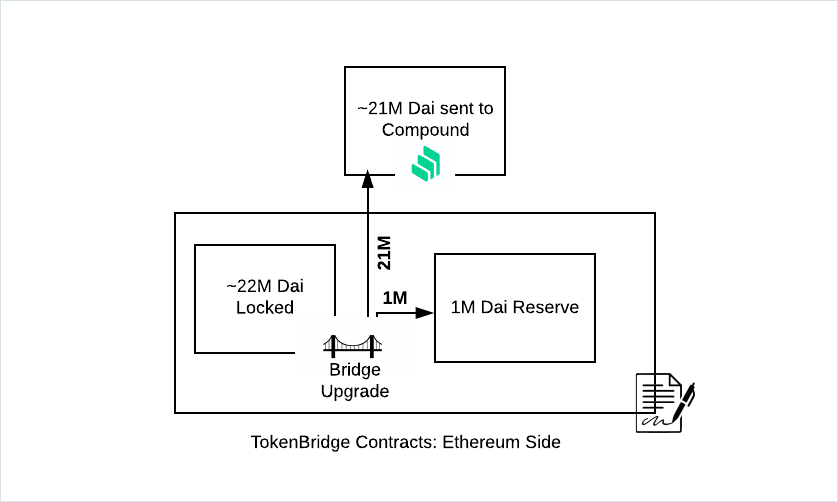 ~21M Dai sent to
Compound
21M
~22M Dai
Locked
1M
1M Dai Reserve
Bridge
Upgrade
TokenBridge Contracts: Ethereum Side